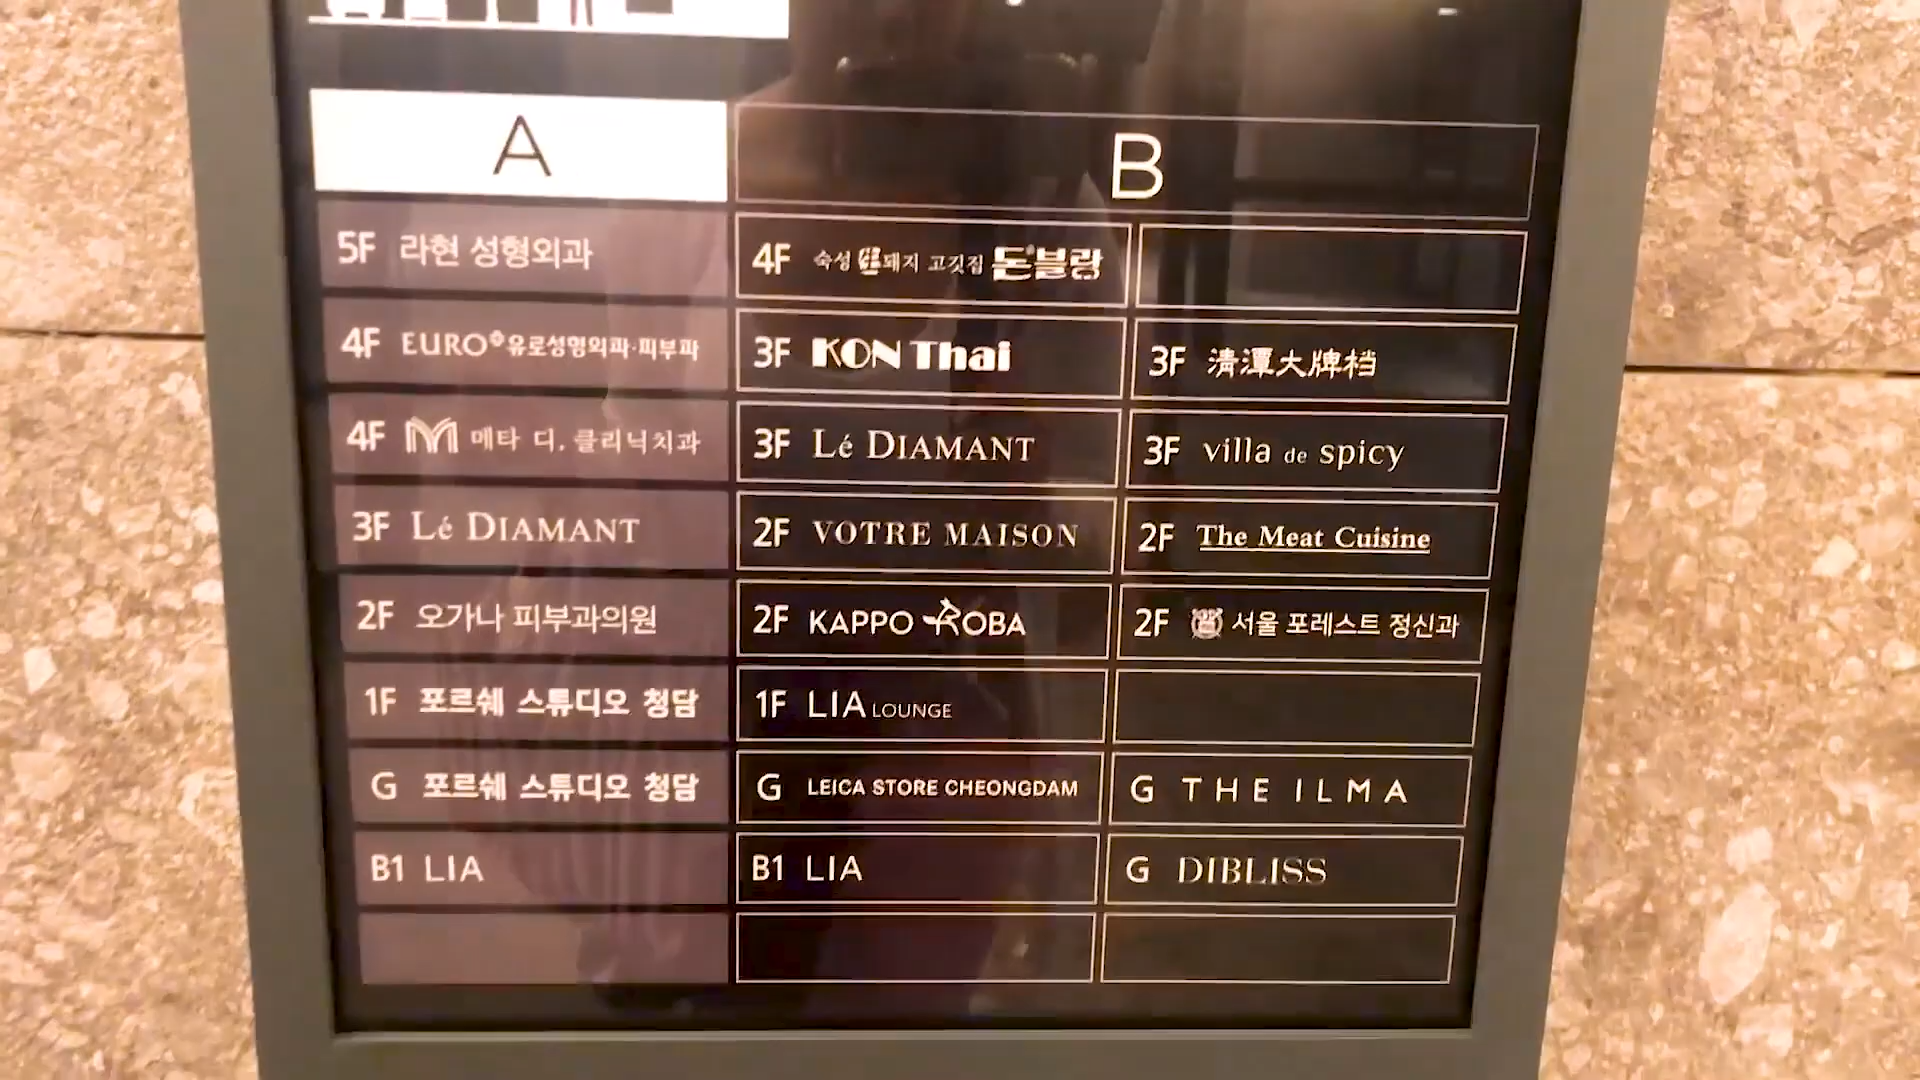 A
B
5F 라현 성형외과
4F EURO 유로성형외과·피부과
4F M 메타 디. 클리닉치과
3F Lé DIAMANT
2F 오가나 피부과의원
1F 포르쉐 스튜디오 청담
G 포르쉐 스튜디오 청담
B1 LIA
4F 숙성 돼지 고깃집 돈블랑
3F KON Thai
3F Lé DIAMANT
2F VOTRE MAISON
2F KAPPO ROBA
1F LIA LOUNGE
G LEICA STORE CHEONGDAM
B1 LIA
3F 清潭大牌档
3F villa de spicy
2F The Meat Cuisine
2F 서울 포레스트 정신과
G THE ILMA
G DIBLISS